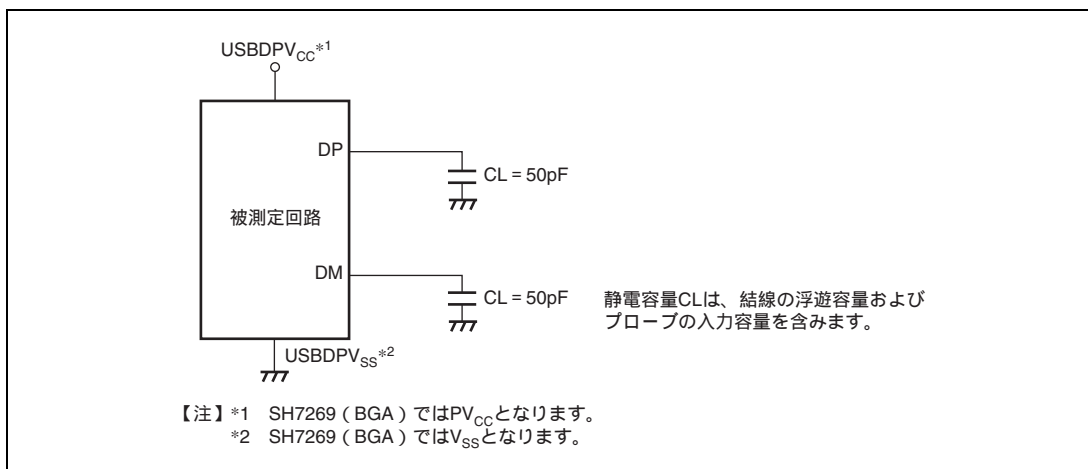 USBDPVCC*1
DP
CL = 50pF
被測定回路
DM
CL = 50pF
静電容量CLは、結線の浮遊容量および
プローブの入力容量を含みます。
USBDPVSS*2
【注】*1 SH7269（BGA）ではPVCCとなります。
*2 SH7269（BGA）ではVSSとなります。